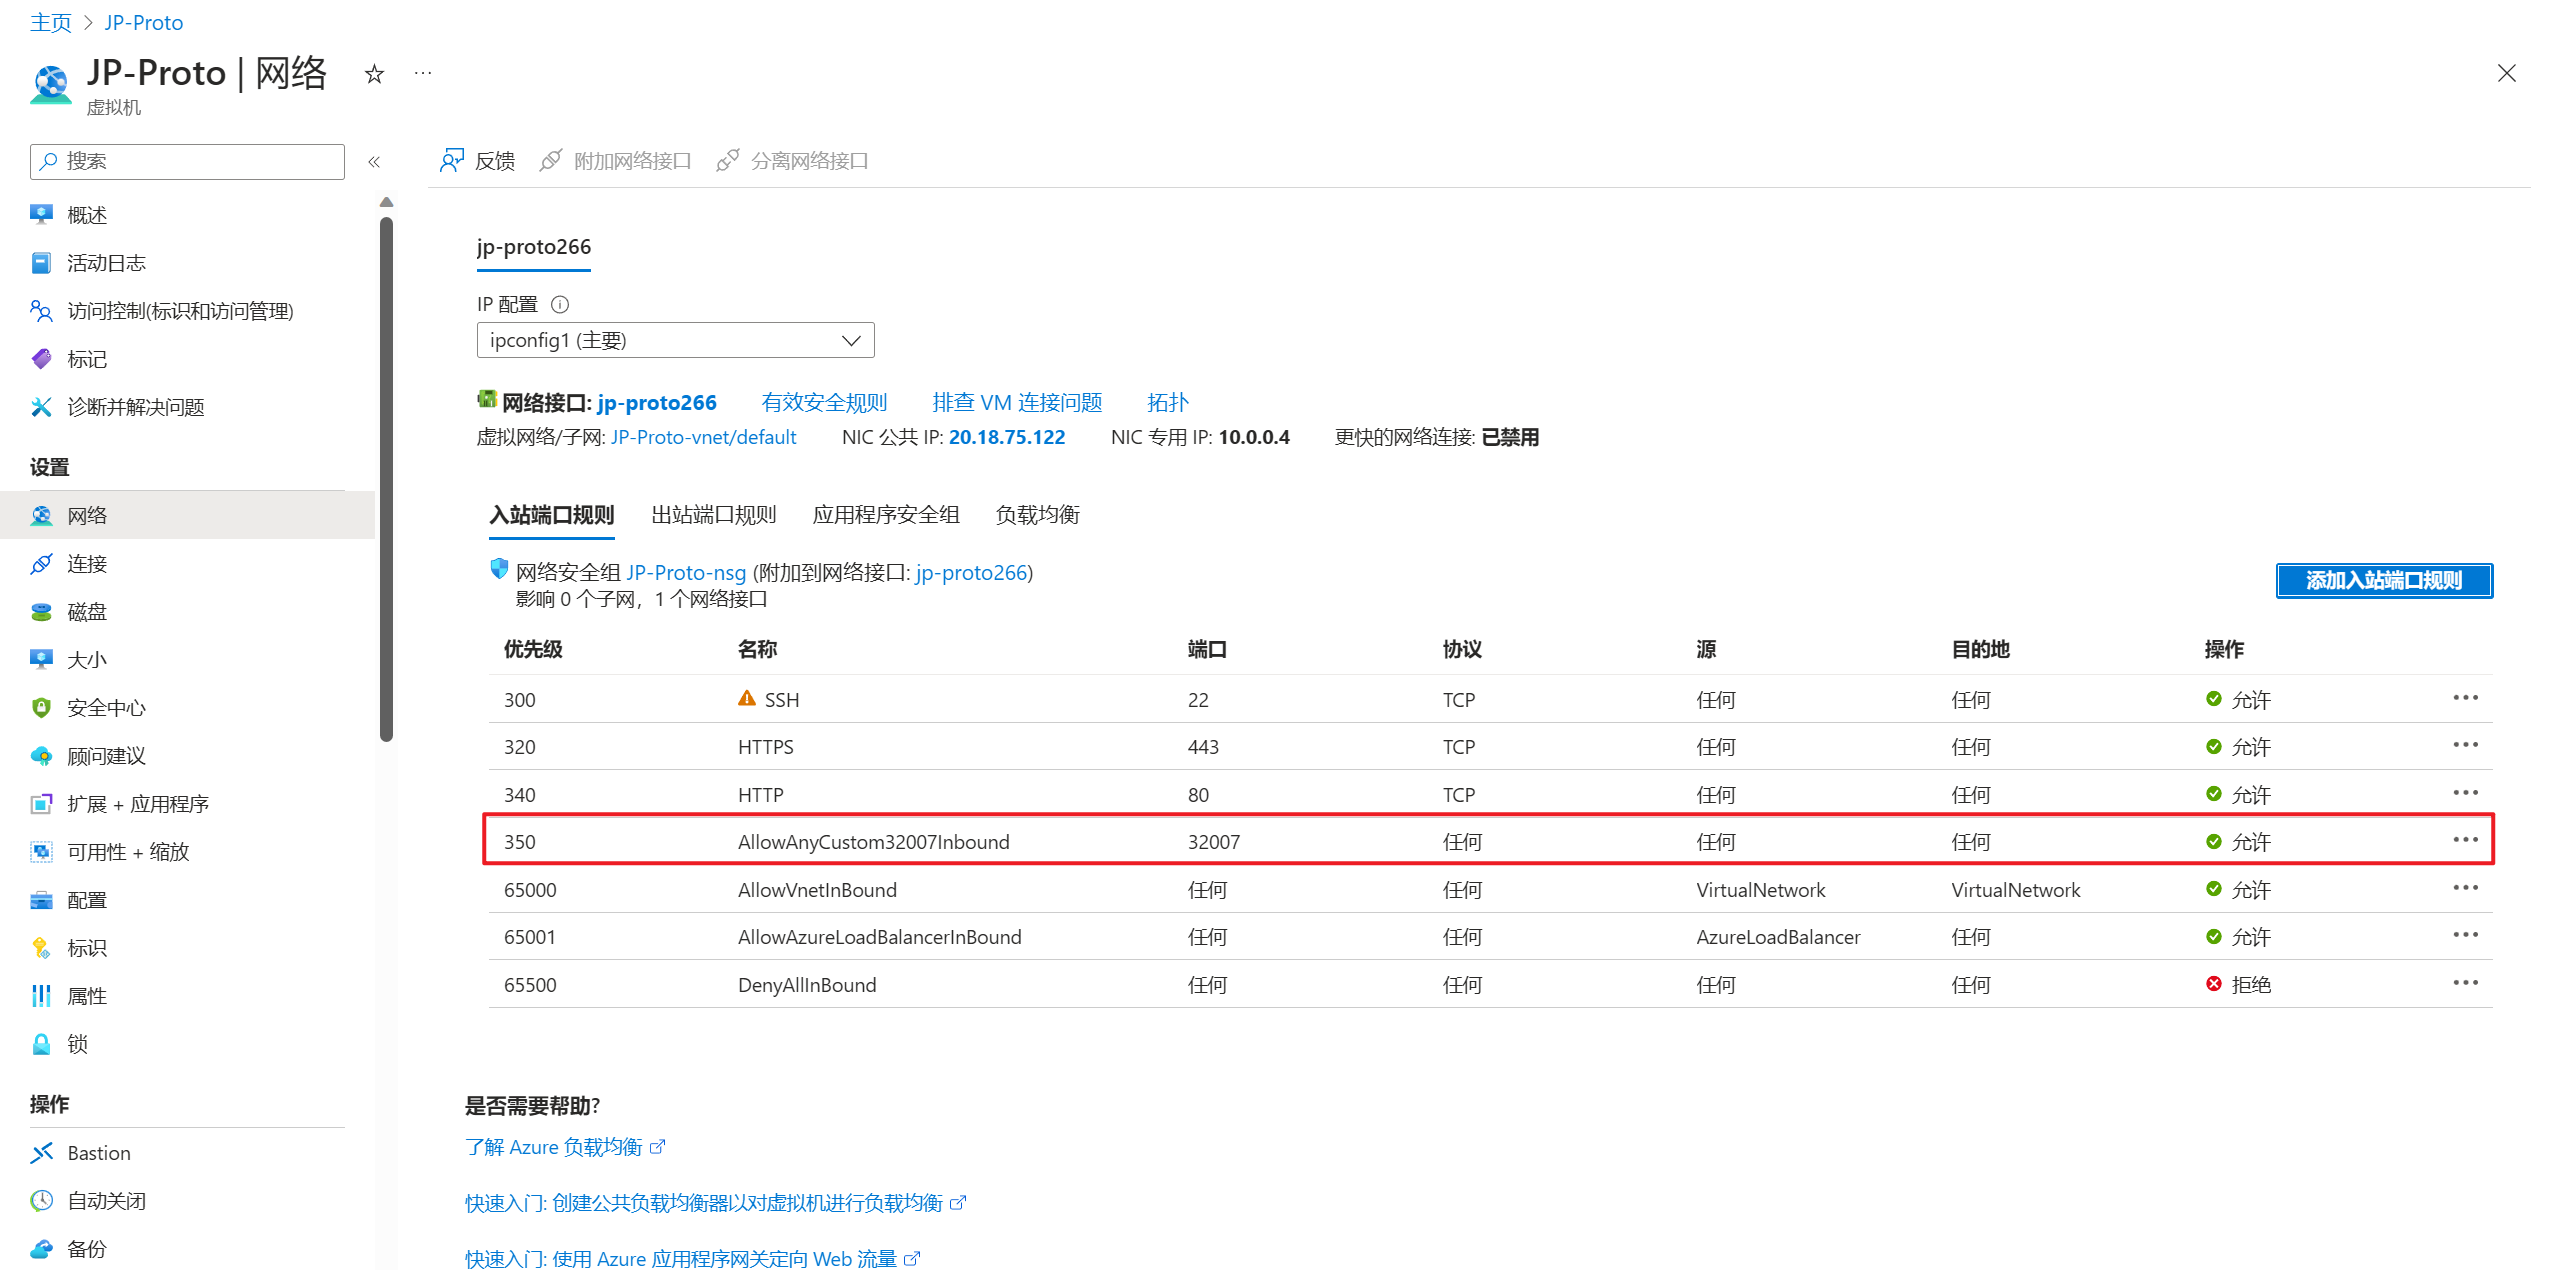 主页 > JP-Proto
JP-Proto | 网络
虚拟机
搜索
反馈 附加网络接口 分离网络接口
概述
活动日志
访问控制(标识和访问管理)
标记
诊断并解决问题
设置
网络
连接
磁盘
大小
安全中心
顾问建议
扩展 + 应用程序
可用性 + 缩放
配置
标识
属性
锁
操作
Bastion
自动关闭
备份
jp-proto266
IP 配置
ipconfig1 (主要)
网络接口: jp-proto266 有效安全规则 排查 VM 连接问题 拓扑
虚拟网络/子网: JP-Proto-vnet/default NIC 公共 IP: 20.18.75.122 NIC 专用 IP: 10.0.0.4 更快的网络连接: 已禁用
入站端口规则 出站端口规则 应用程序安全组 负载均衡
网络安全组 JP-Proto-nsg (附加到网络接口: jp-proto266)
影响 0 个子网，1 个网络接口
添加入站端口规则
优先级 名称 端口 协议 源 目的地 操作
300 SSH 22 TCP 任何 任何 允许
320 HTTPS 443 TCP 任何 任何 允许
340 HTTP 80 TCP 任何 任何 允许
350 AllowAnyCustom32007Inbound 32007 任何 任何 任何 允许
65000 AllowVnetInBound 任何 任何 VirtualNetwork VirtualNetwork 允许
65001 AllowAzureLoadBalancerInBound 任何 任何 AzureLoadBalancer 任何 允许
65500 DenyAllInBound 任何 任何 任何 任何 拒绝
是否需要帮助?
了解 Azure 负载均衡
快速入门: 创建公共负载均衡器以对虚拟机进行负载均衡
快速入门: 使用 Azure 应用程序网关定向 Web 流量